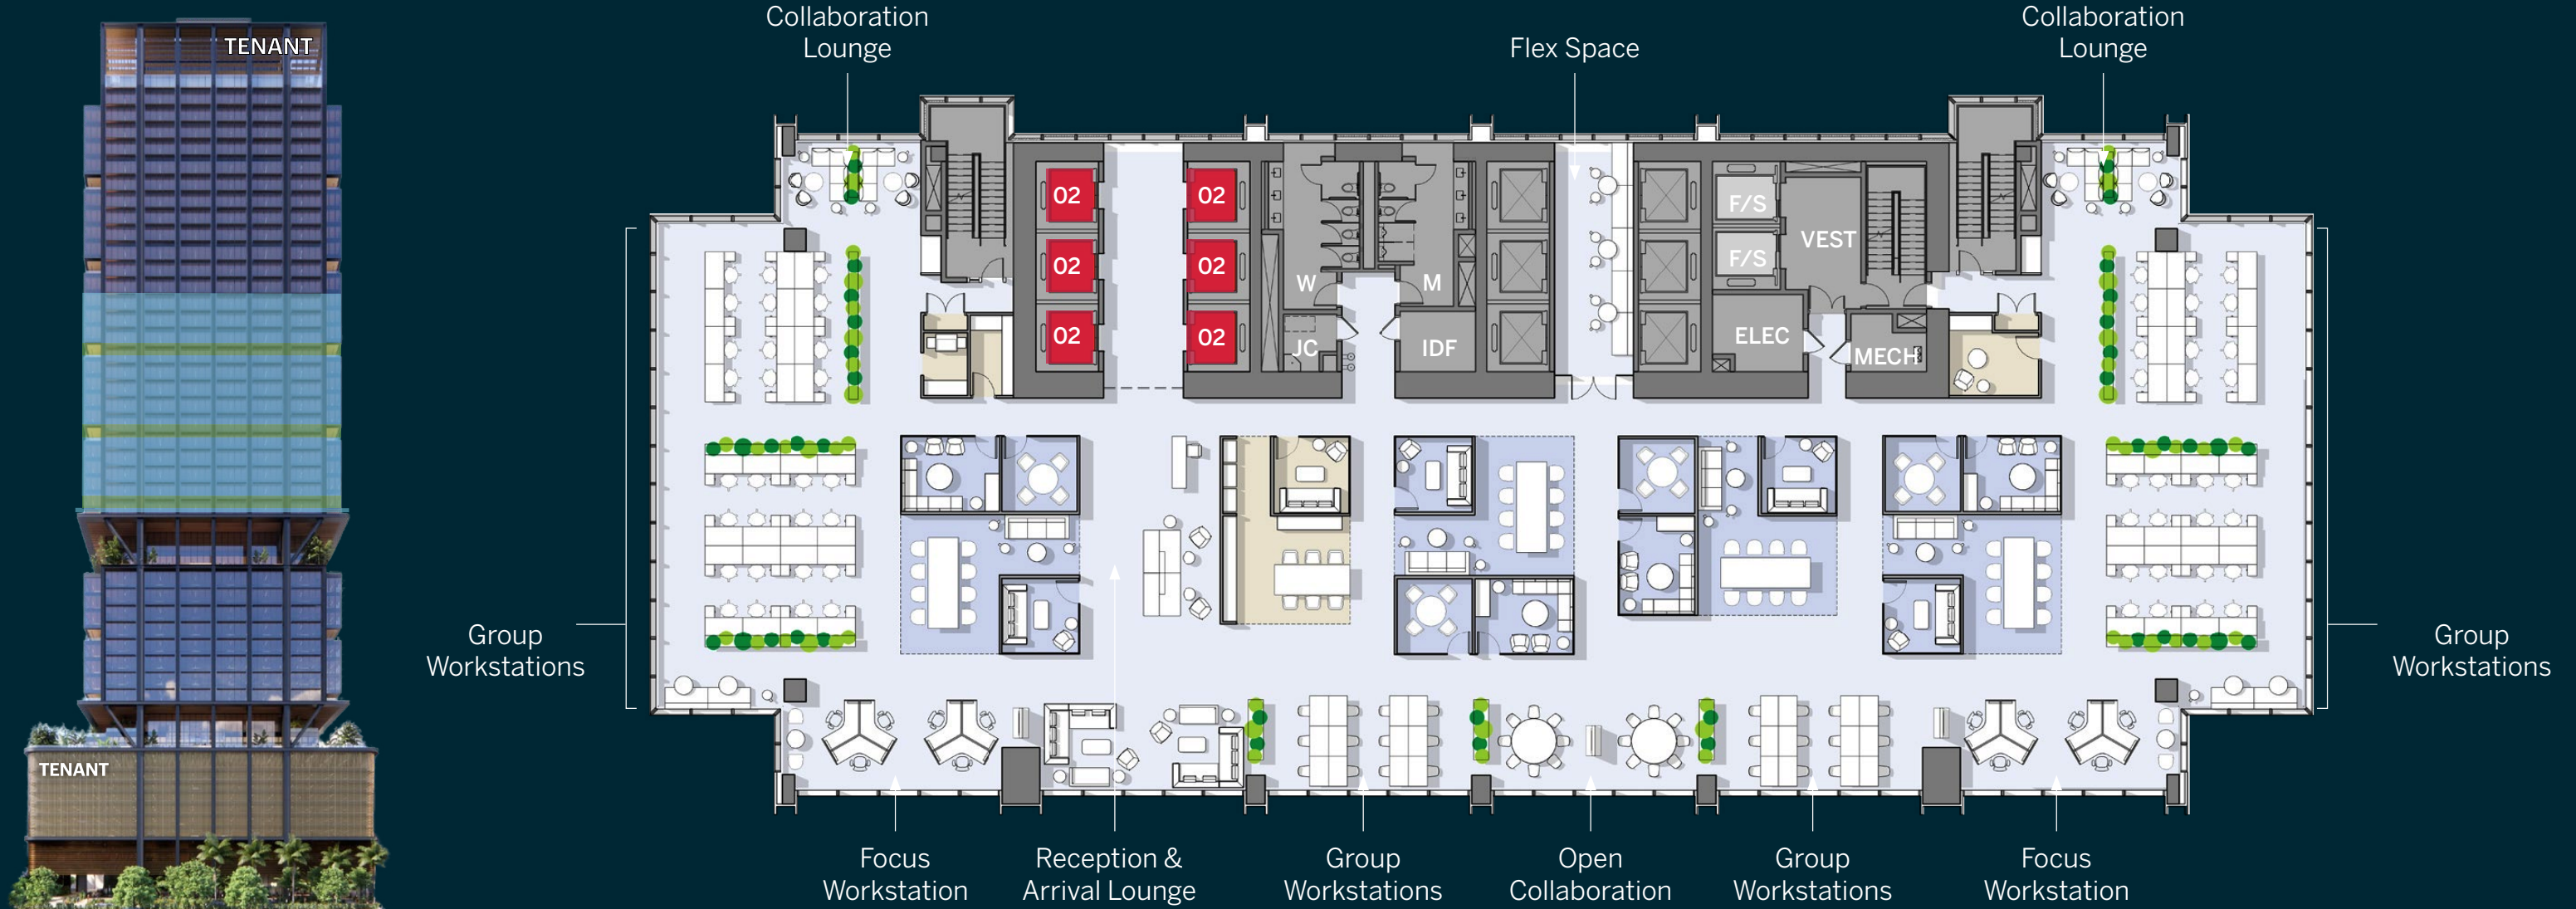 TENANT
TENANT
Collaboration
Lounge
Flex Space
Collaboration
Lounge
02
02
02
02
02
02
W
M
JC
IDF
F/S
F/S
VEST
ELEC
MECH
Group
Workstations
Group
Workstations
Focus
Workstation
Reception &
Arrival Lounge
Group
Workstations
Open
Collaboration
Group
Workstations
Focus
Workstation